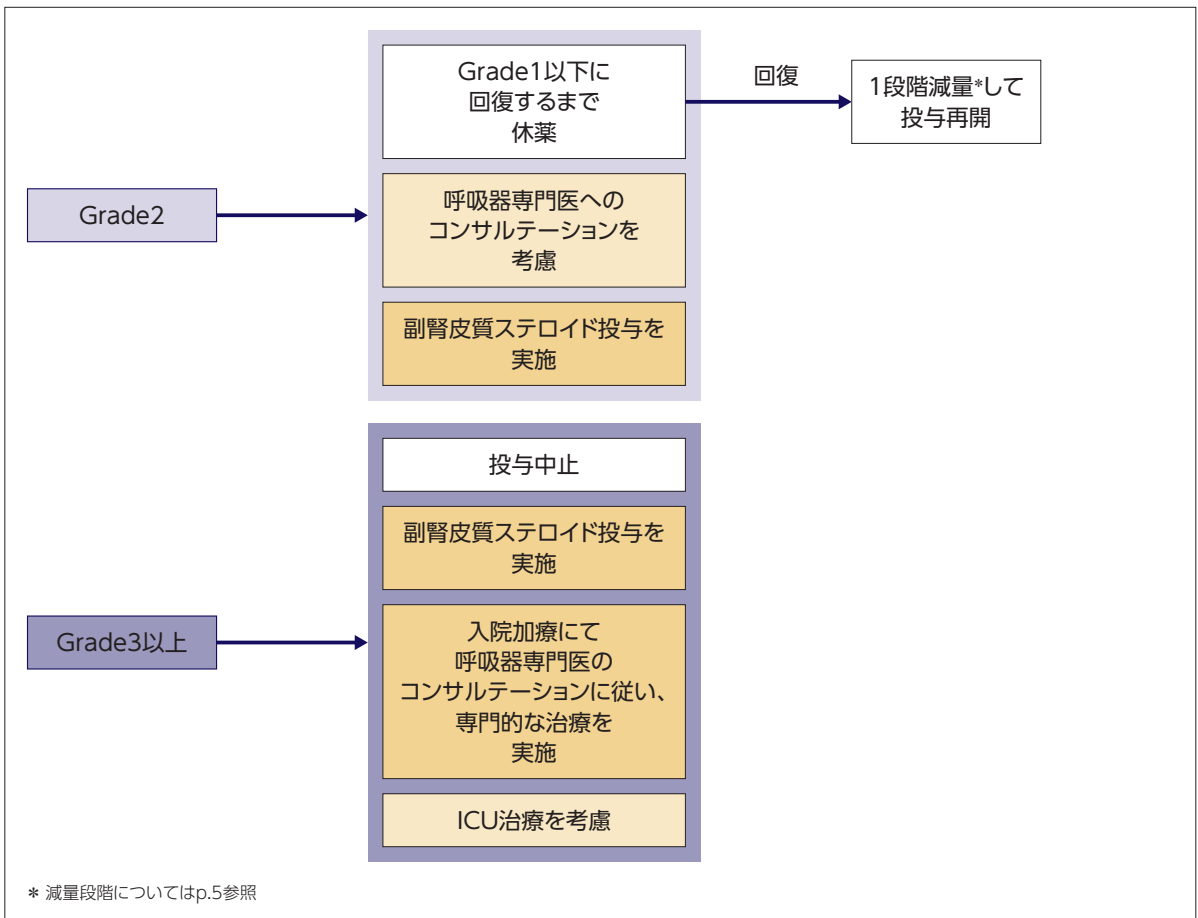 Grade2
Grade1以下に
回復するまで
休薬
回復
1段階減量*して
投与再開
呼吸器専門医への
コンサルテーションを
考慮
副腎皮質ステロイド投与を
実施
Grade3以上
投与中止
副腎皮質ステロイド投与を
実施
入院加療にて
呼吸器専門医の
コンサルテーションに従い、
専門的な治療を
実施
ICU治療を考慮
* 減量段階についてはp.5参照